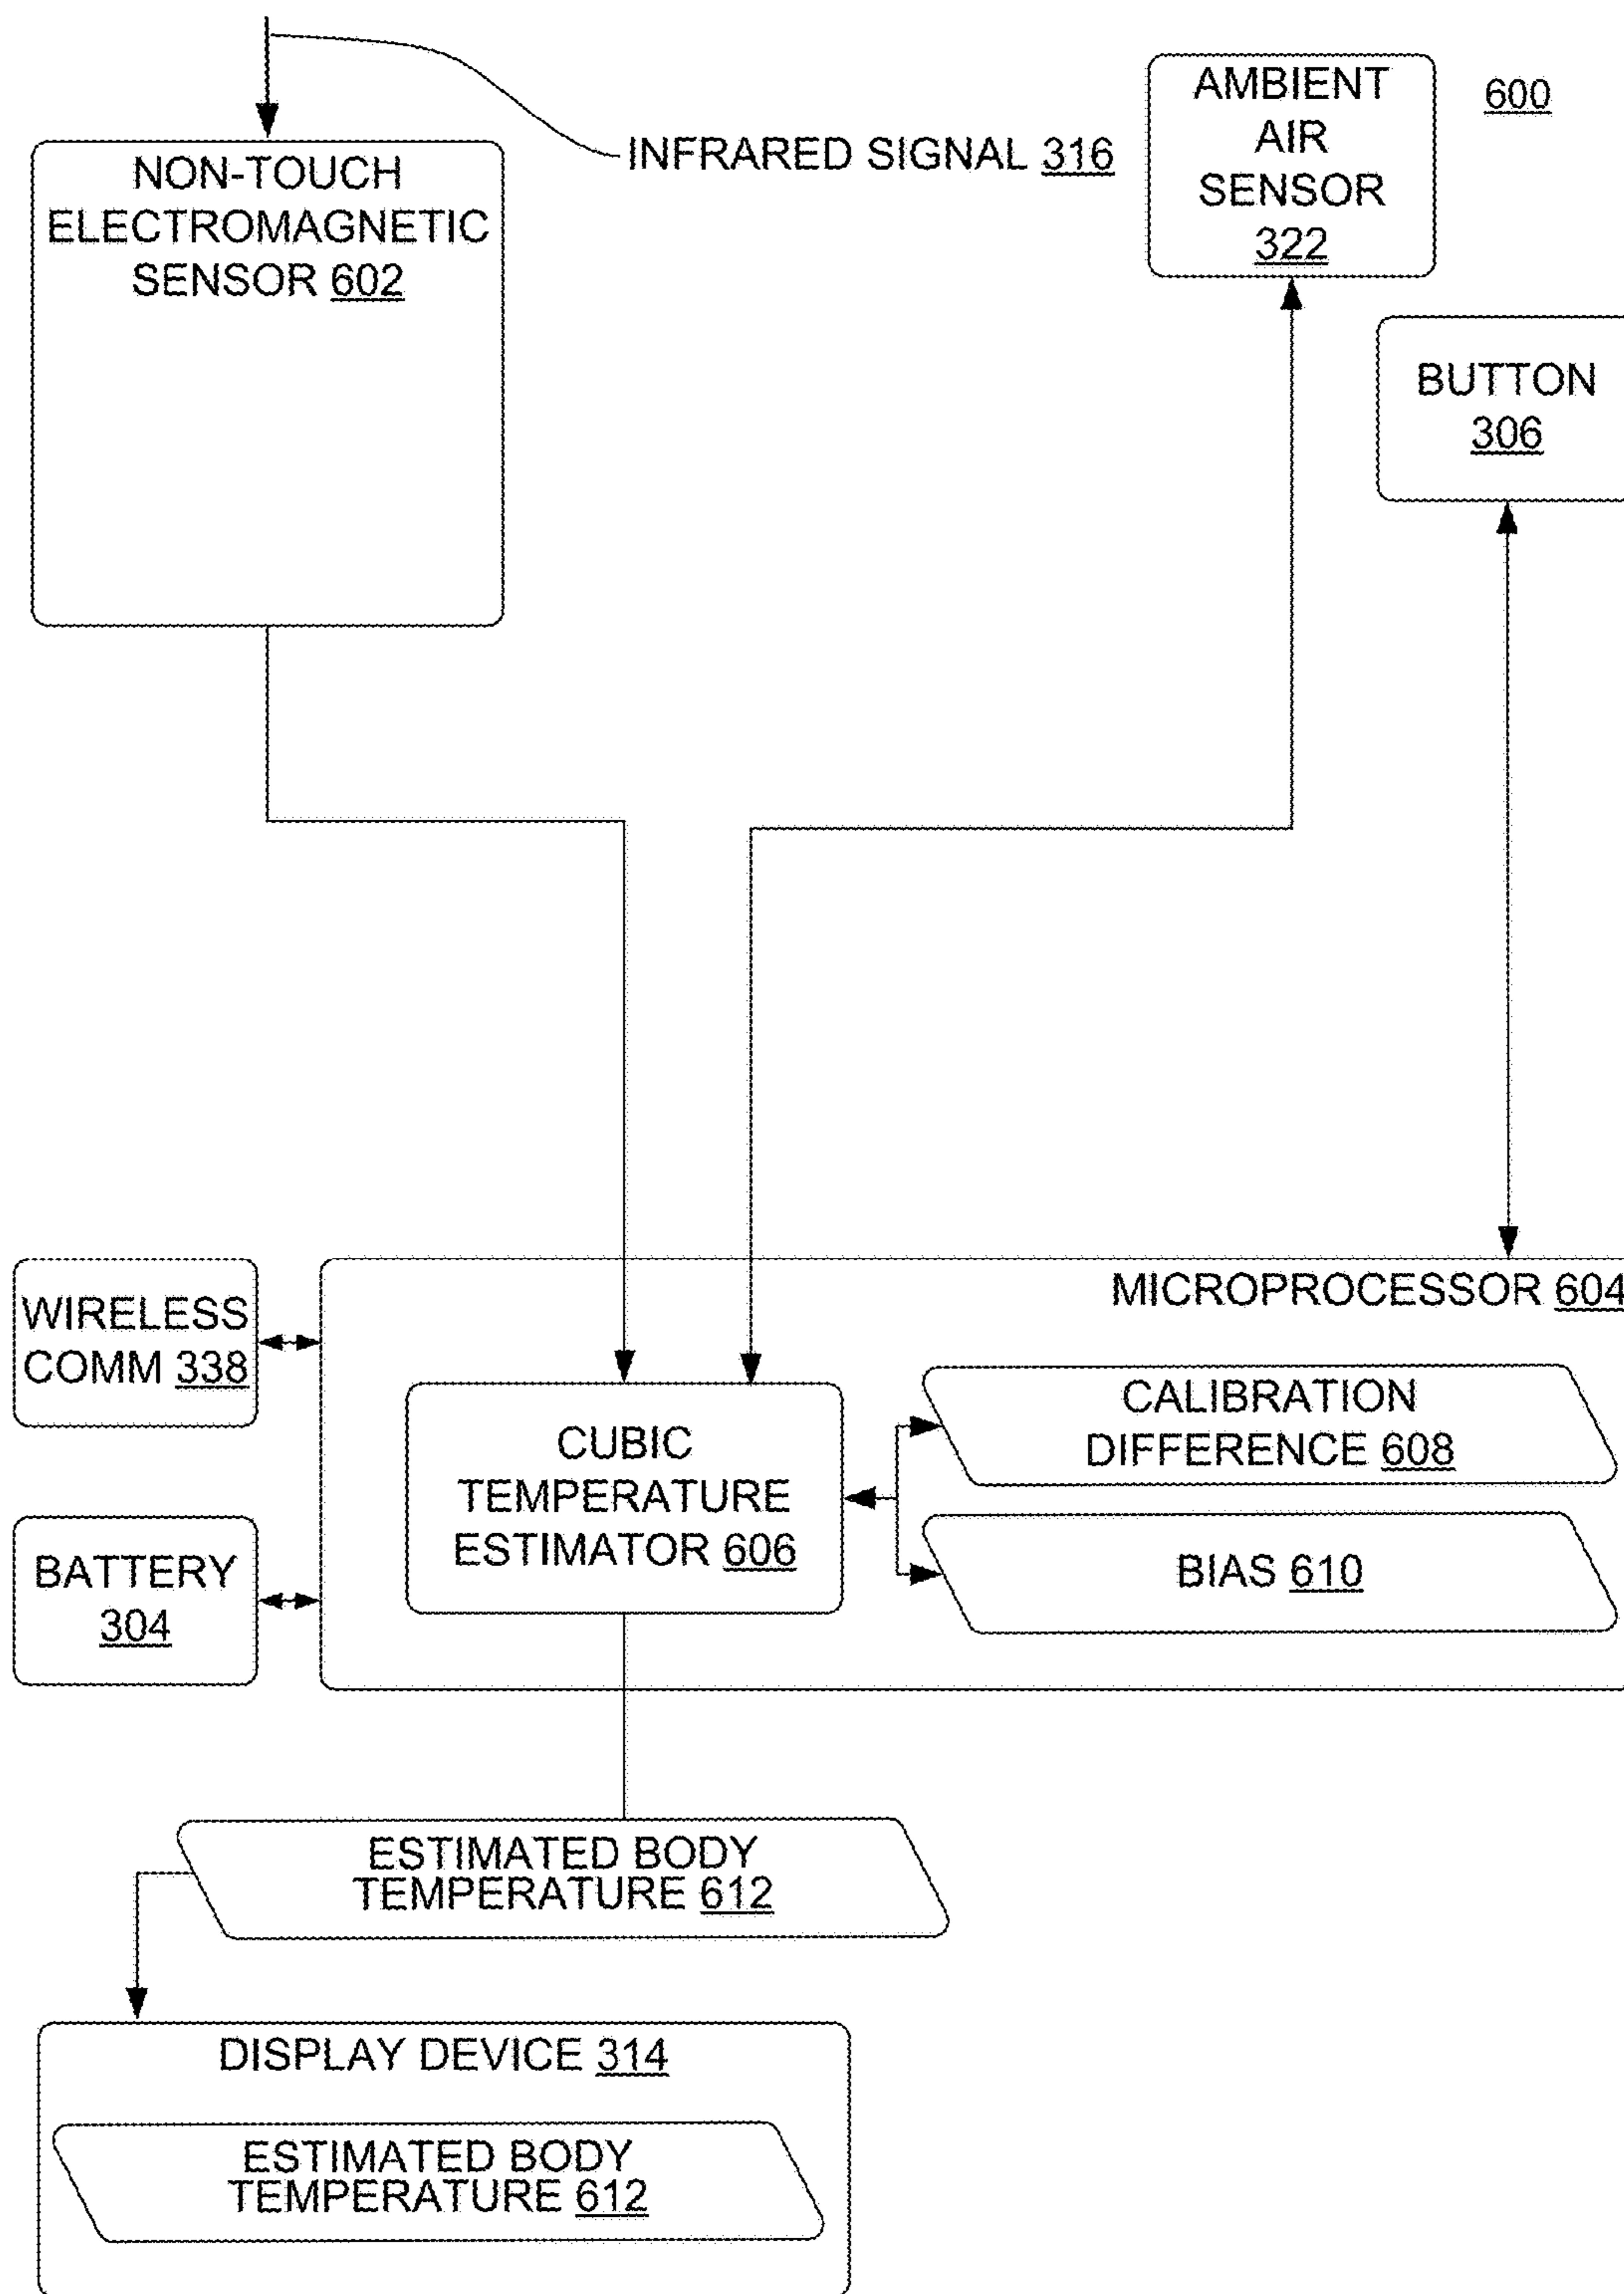 600
INFRARED SIGNAL 316
NON-TOUCH
ELECTROMAGNETIC
SENSOR 602
AMBIENT
AIR
SENSOR
322
BUTTON
306
MICROPROCESSOR 604
WIRELESS
COMM 338
BATTERY
304
CUBIC
TEMPERATURE
ESTIMATOR 606
CALIBRATION
DIFFERENCE 608
BIAS 610
ESTIMATED BODY
TEMPERATURE 612
DISPLAY DEVICE 314
ESTIMATED BODY
TEMPERATURE 612